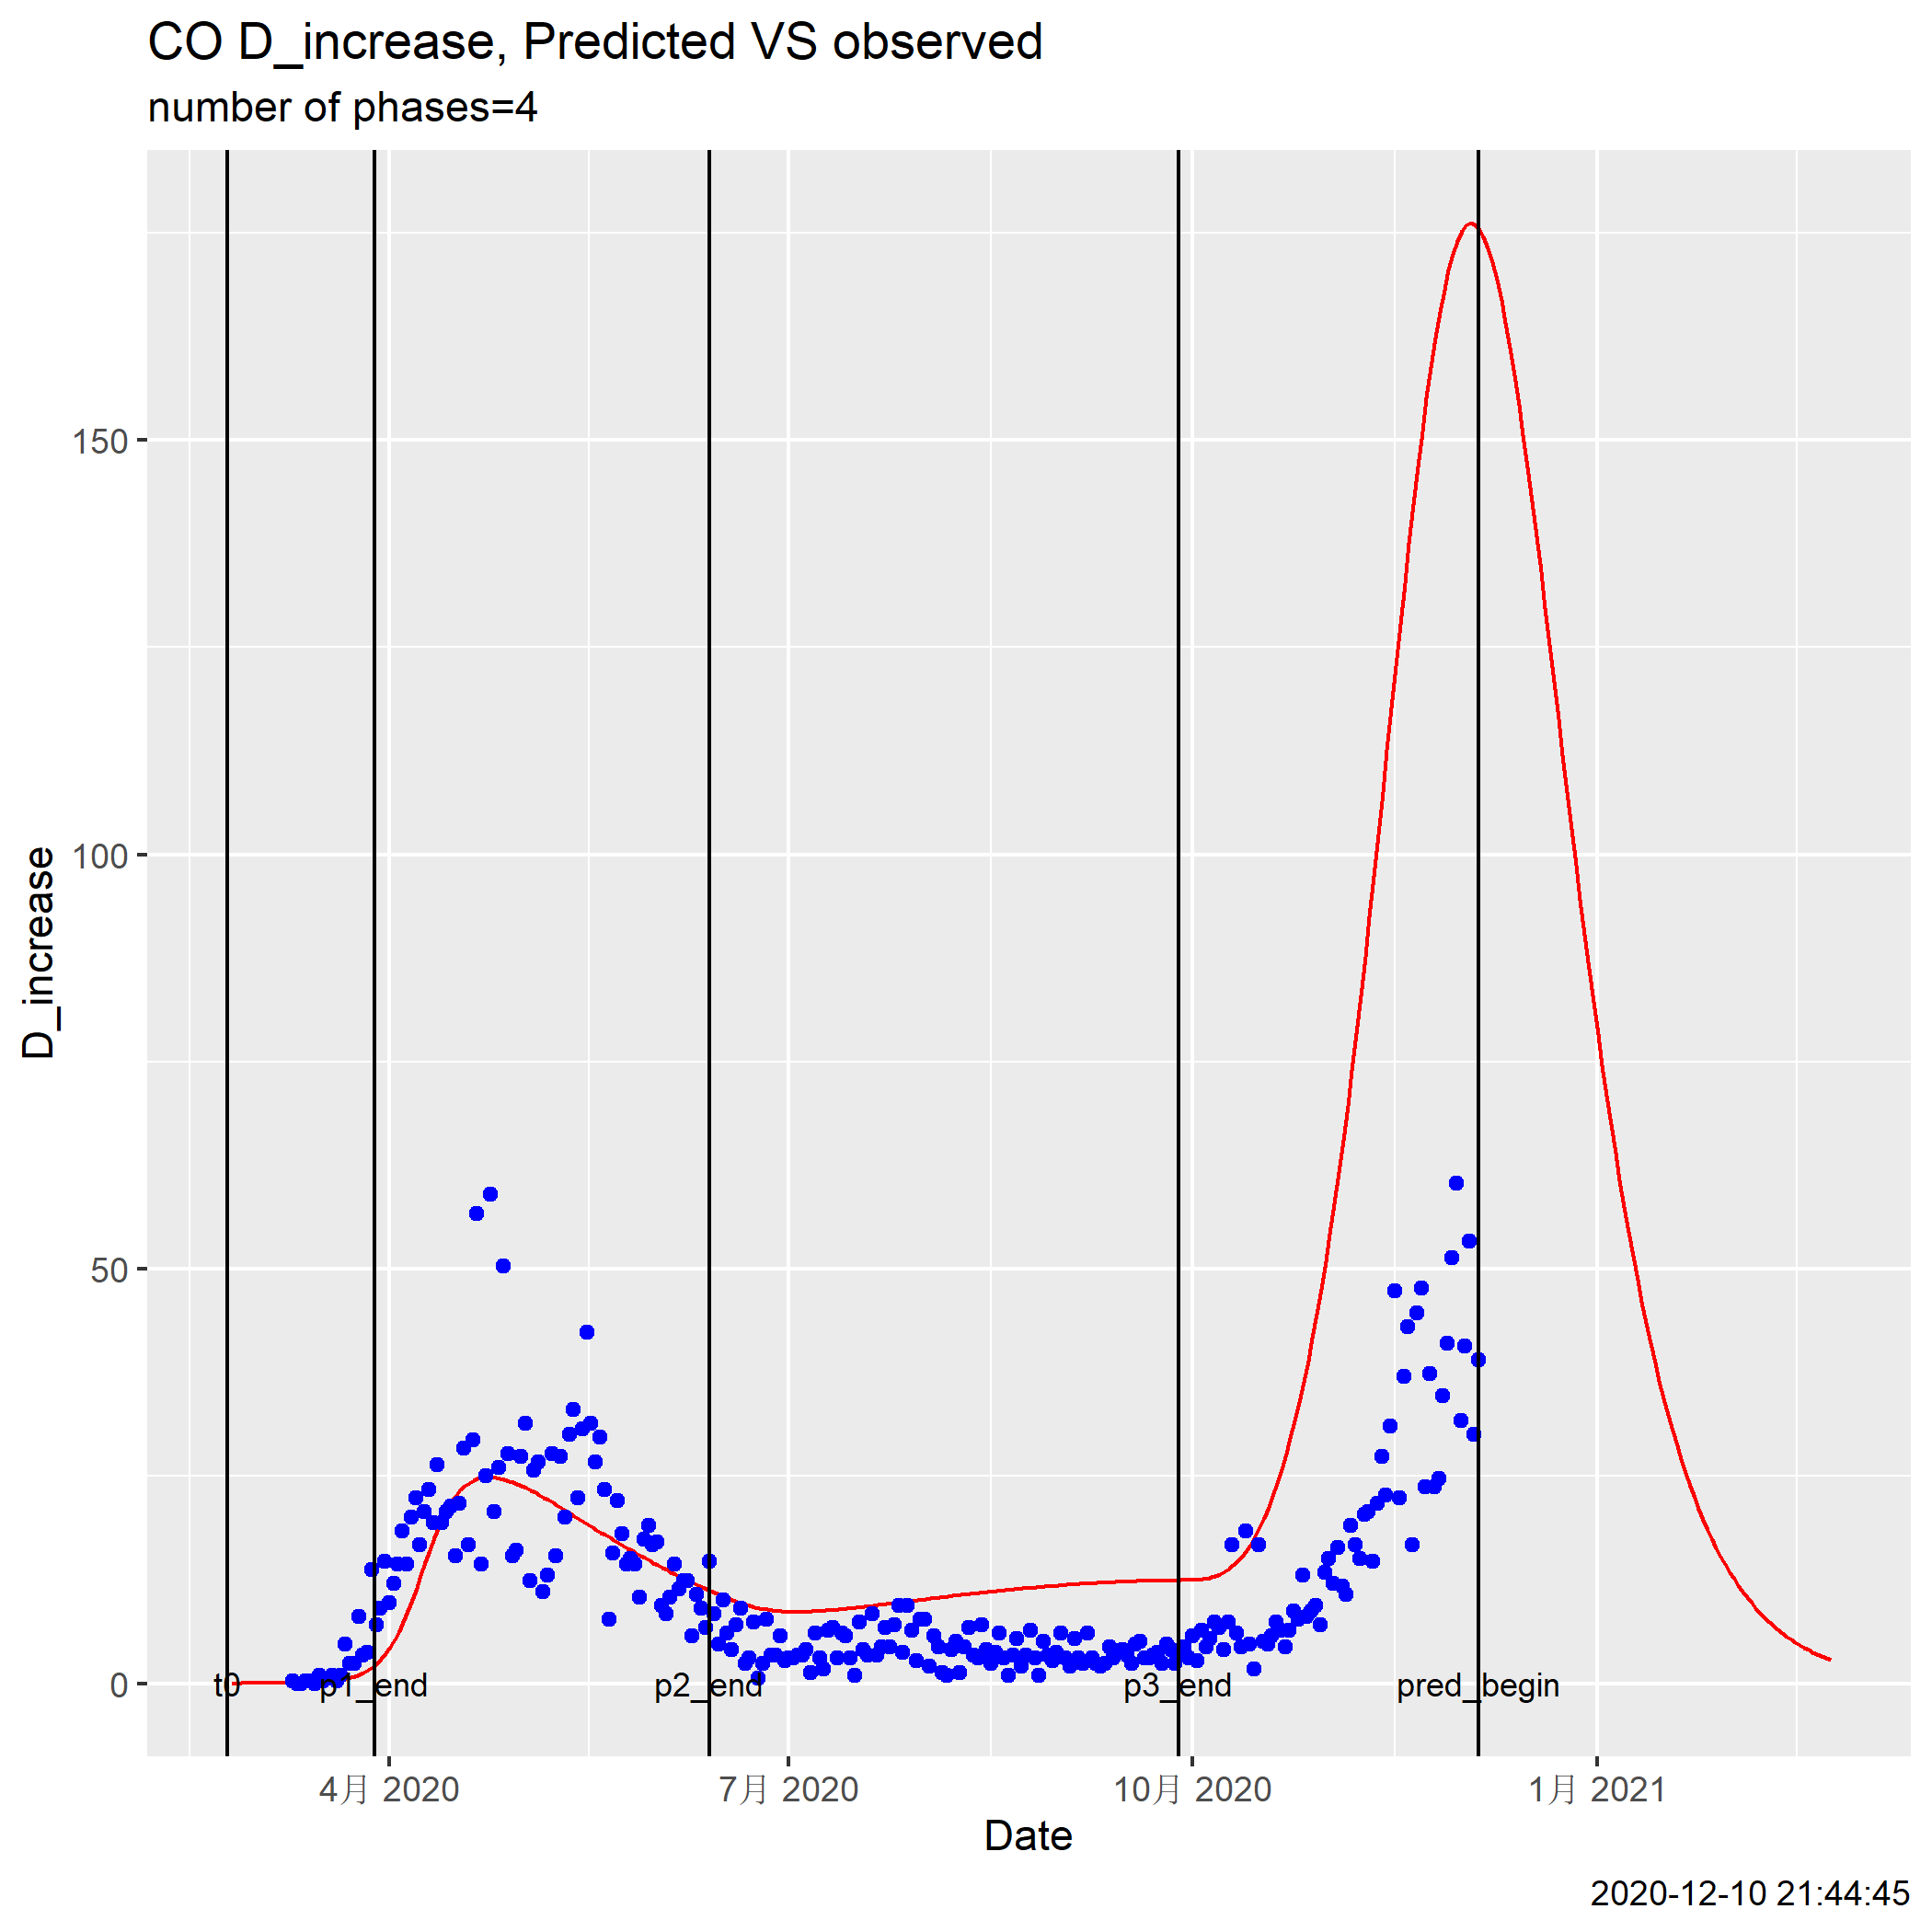 CO D_increase, Predicted VS observed
number of phases=4
D_increase
150
100
50
0
t0
p1_end
p2_end
p3_end
pred_begin
4月 2020
7月 2020
10月 2020
1月 2021
Date
2020-12-10 21:44:45